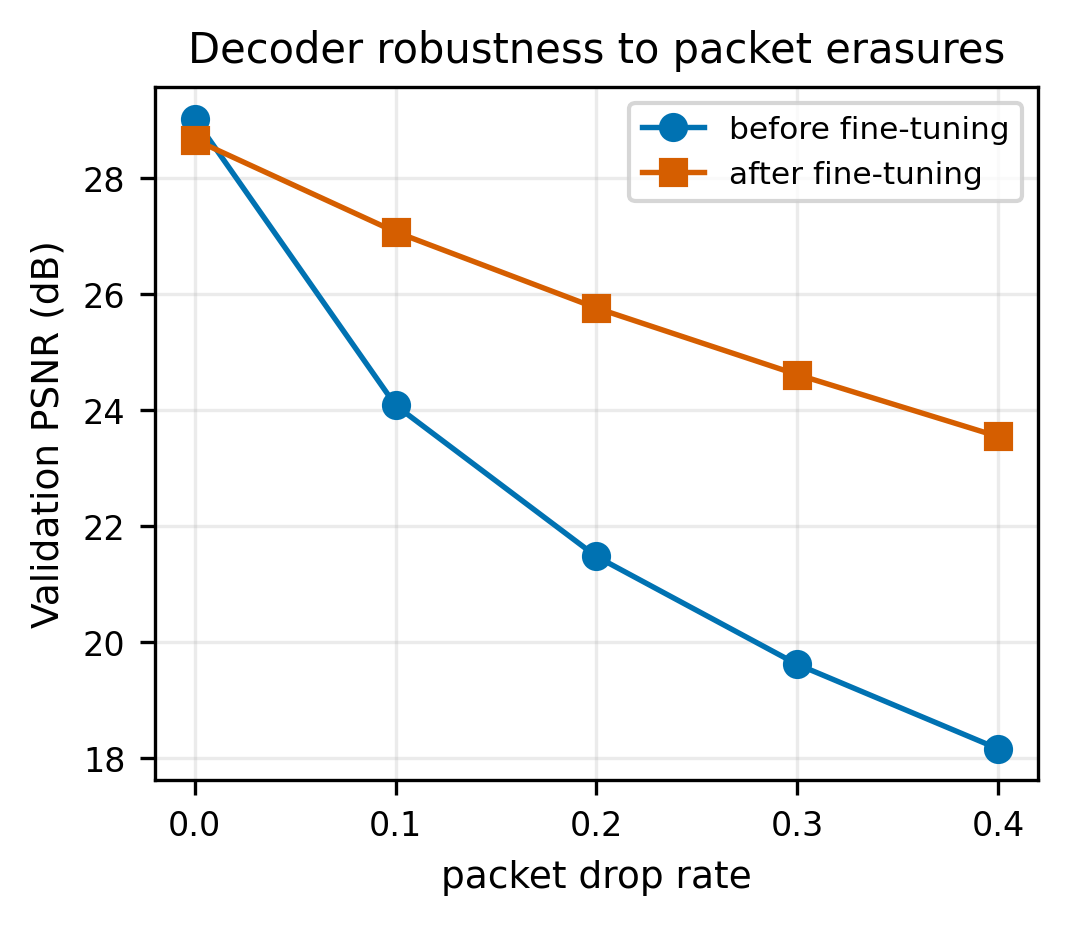 Decoder robustness to packet erasures
before fine-tuning
after fine-tuning
Validation PSNR (dB)
28
26
24
22
20
18
0.0 0.1 0.2 0.3 0.4
packet drop rate